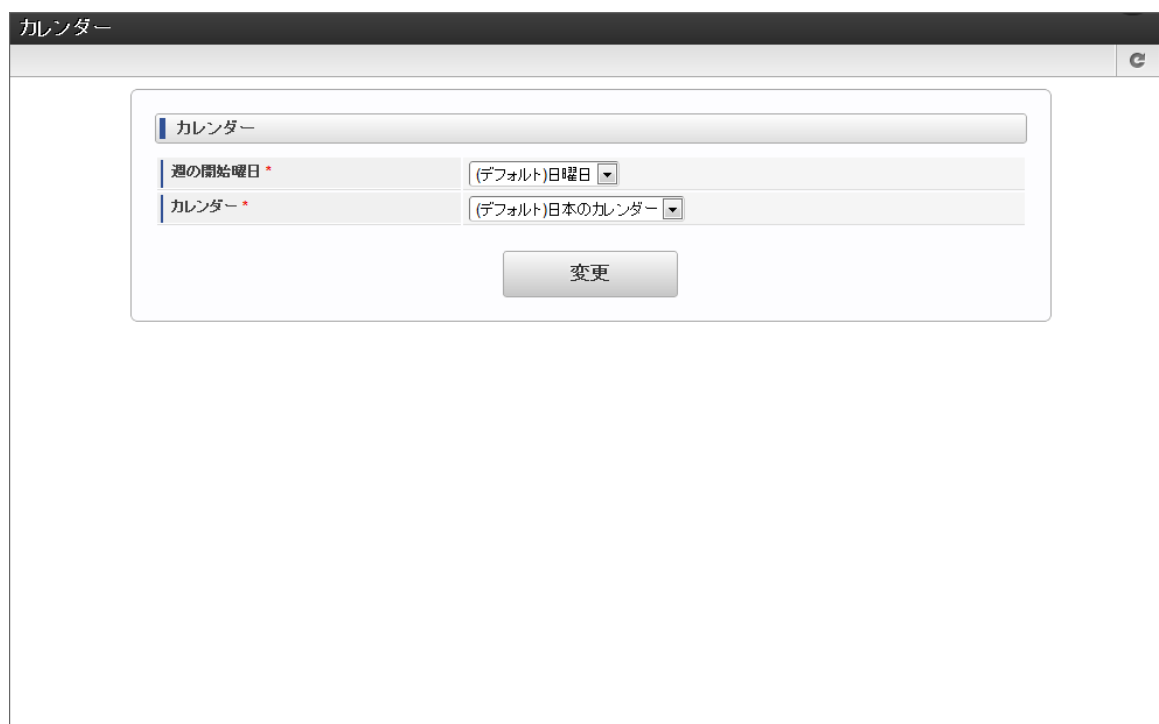 カレンダー
カレンダー
週の開始曜日 *
(デフォルト)日曜日
カレンダー *
(デフォルト)日本のカレンダー
変更